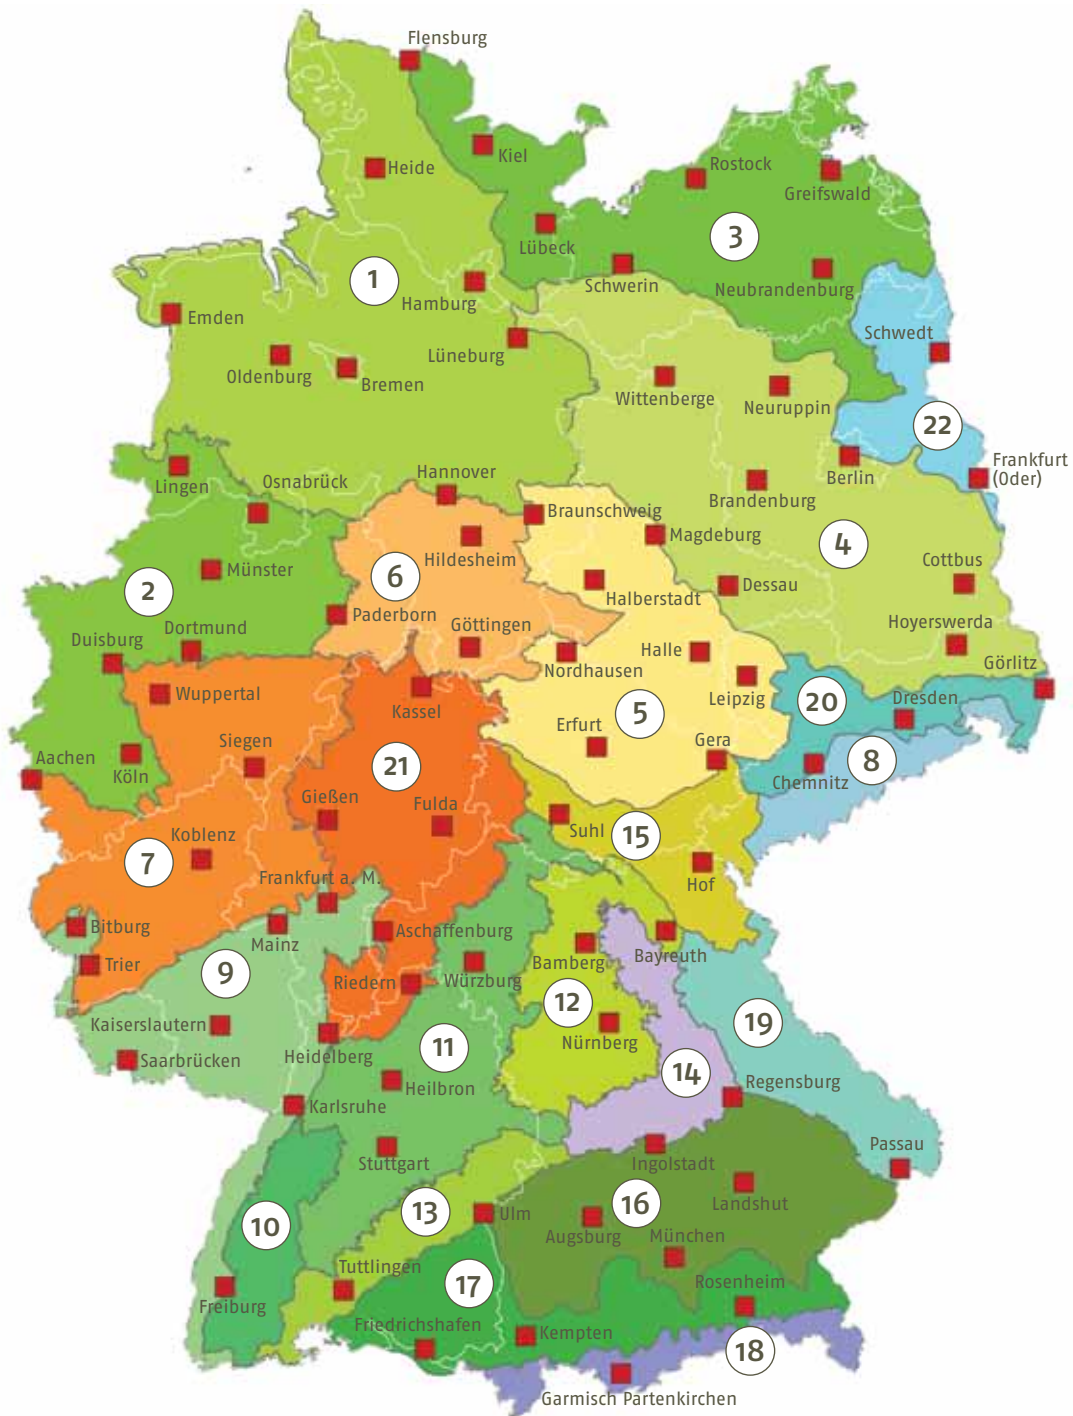 Flensburg
Kiel
Heide
Rostock
Greifswald
Lübeck
3
1
Schwerin
Neubrandenburg
Hamburg
Emden
Schwedt
Lüneburg
Oldenburg
Bremen
Wittenberge
Neuruppin
22
Hannover
Osnabrück
Lingen
Berlin
Frankfurt
(Oder)
Brandenburg
Braunschweig
Magdeburg
4
Hildesheim
Cottbus
Münster
6
2
Dessau
Halberstadt
Paderborn
Göttingen
Hoyerswerda
Dortmund
Duisburg
Nordhausen
Halle
Görlitz
Wuppertal
Kassel
Leipzig
20
Dresden
5
Erfurt
Gera
Siegen
Aachen
Köln
21
8
Chemnitz
Gießen
Fulda
Suhl
15
Koblenz
7
Frankfurt a. M.
Hof
Bitburg
Mainz
Aschaffenburg
Bayreuth
Bamberg
Trier
9
Riedern
Würzburg
12
19
Kaiserslautern
Nürnberg
Saarbrücken
Heidelberg
11
14
Heilbron
Regensburg
Karlsruhe
Passau
Stuttgart
Ingolstadt
16
Landshut
13
Ulm
Augsburg
München
10
Tuttlingen
17
Rosenheim
Freiburg
Friedrichshafen
Kempten
18
Garmisch Partenkirchen